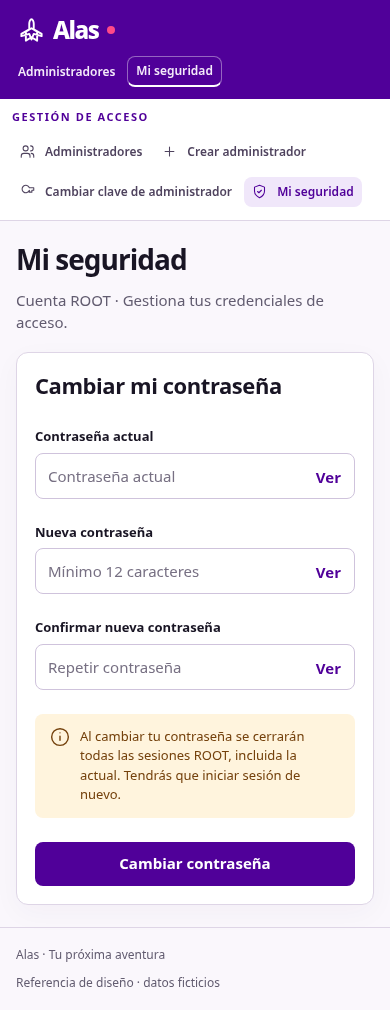 Alas
Administradores Mi seguridad
GESTIÓN DE ACCESO
Administradores Crear administrador
Cambiar clave de administrador Mi seguridad
Mi seguridad
Cuenta ROOT · Gestiona tus credenciales de
acceso.
Cambiar mi contraseña
Contraseña actual
Contraseña actual Ver
Nueva contraseña
Mínimo 12 caracteres Ver
Confirmar nueva contraseña
Repetir contraseña Ver
Al cambiar tu contraseña se cerrarán
todas las sesiones ROOT, incluida la
actual. Tendrás que iniciar sesión de
nuevo.
Cambiar contraseña
Alas · Tu próxima aventura
Referencia de diseño · datos ficticios